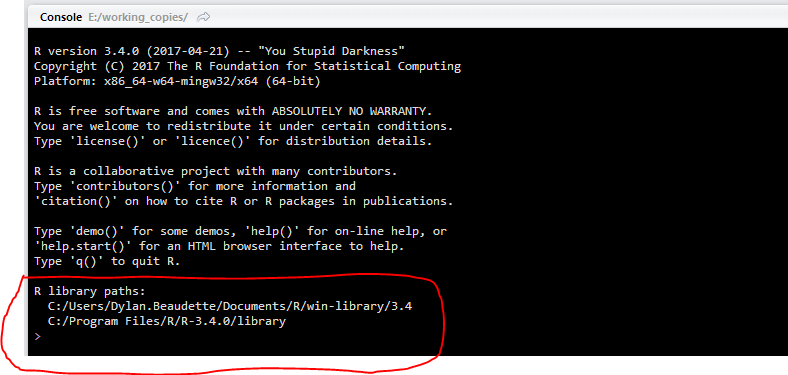 Console E:/working_copies/
R version 3.4.0 (2017-04-21) -- "You Stupid Darkness"
Copyright (C) 2017 The R Foundation for Statistical Computing
Platform: x86_64-w64-mingw32/x64 (64-bit)
R is free software and comes with ABSOLUTELY NO WARRANTY.
You are welcome to redistribute it under certain conditions.
Type 'license()' or 'licence()' for distribution details.
R is a collaborative project with many contributors.
Type 'contributors()' for more information and
'citation()' on how to cite R or R packages in publications.
Type 'demo()' for some demos, 'help()' for on-line help, or
'help.start()' for an HTML browser interface to help.
Type 'q()' to quit R.
R library paths:
C:/Users/Dylan.Beaudette/Documents/R/win-library/3.4
C:/Program Files/R/R-3.4.0/library
>